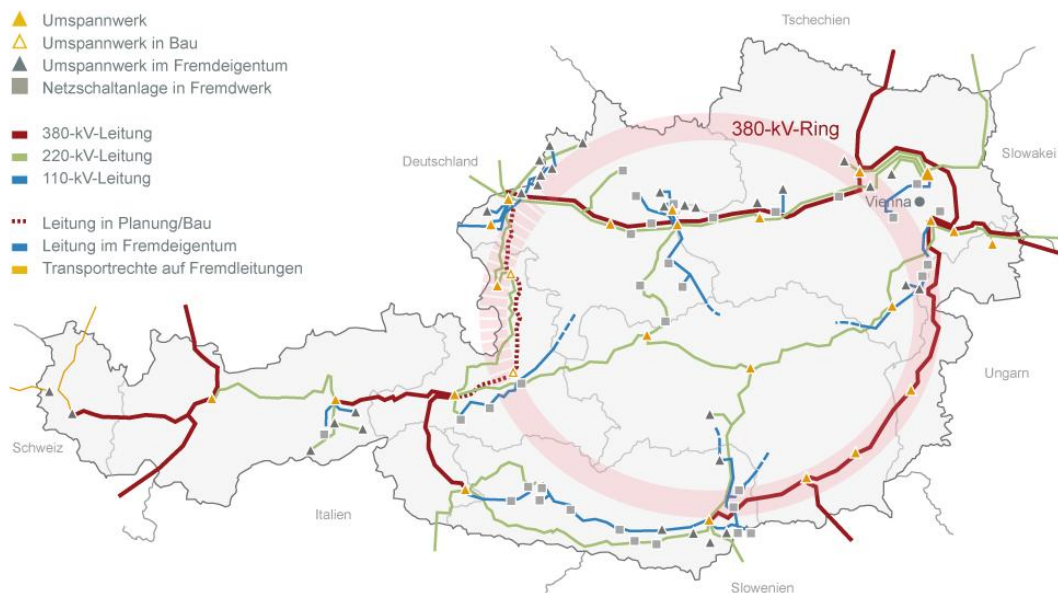 Umspannwerk
Umspannwerk in Bau
Umspannwerk im Fremdeigentum
Netzschaltanlage in Fremdwerk
380-kV-Leitung
220-kV-Leitung
110-kV-Leitung
Leitung in Planung/Bau
Leitung im Fremdeigentum
Transportrechte auf Fremdleitungen
Tschechien
380-kV-Ring
Deutschland
Slowakei
Vienna
Ungarn
Schweiz
Italien
Slowenien